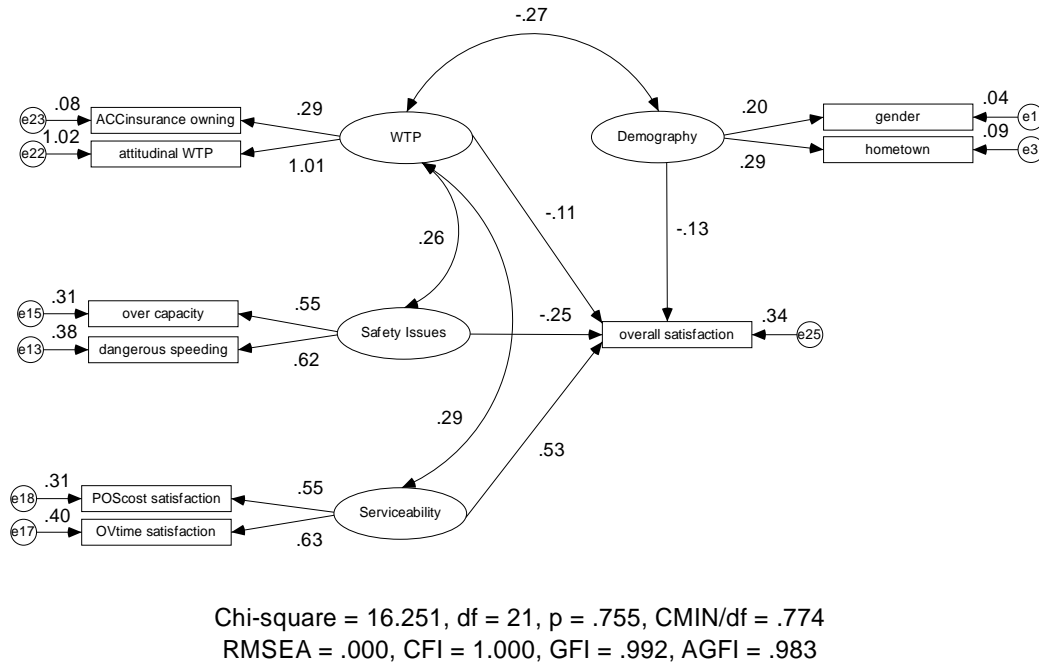 -.27
.08
e23
ACCinsurance owning
.29
WTP
Demography
.20
gender
.04
e1
1.02
e22
attitudinal WTP
1.01
.29
hometown
.09
e3
-.11
-.13
.26
.31
e15
over capacity
.55
Safety Issues
-.25
overall satisfaction
.34
e25
.38
e13
dangerous speeding
.62
.29
.53
.31
e18
POScost satisfaction
.55
Serviceability
.40
e17
OVtime satisfaction
.63
Chi-square = 16.251, df = 21, p = .755, CMIN/df = .774
RMSEA = .000, CFI = 1.000, GFI = .992, AGFI = .983